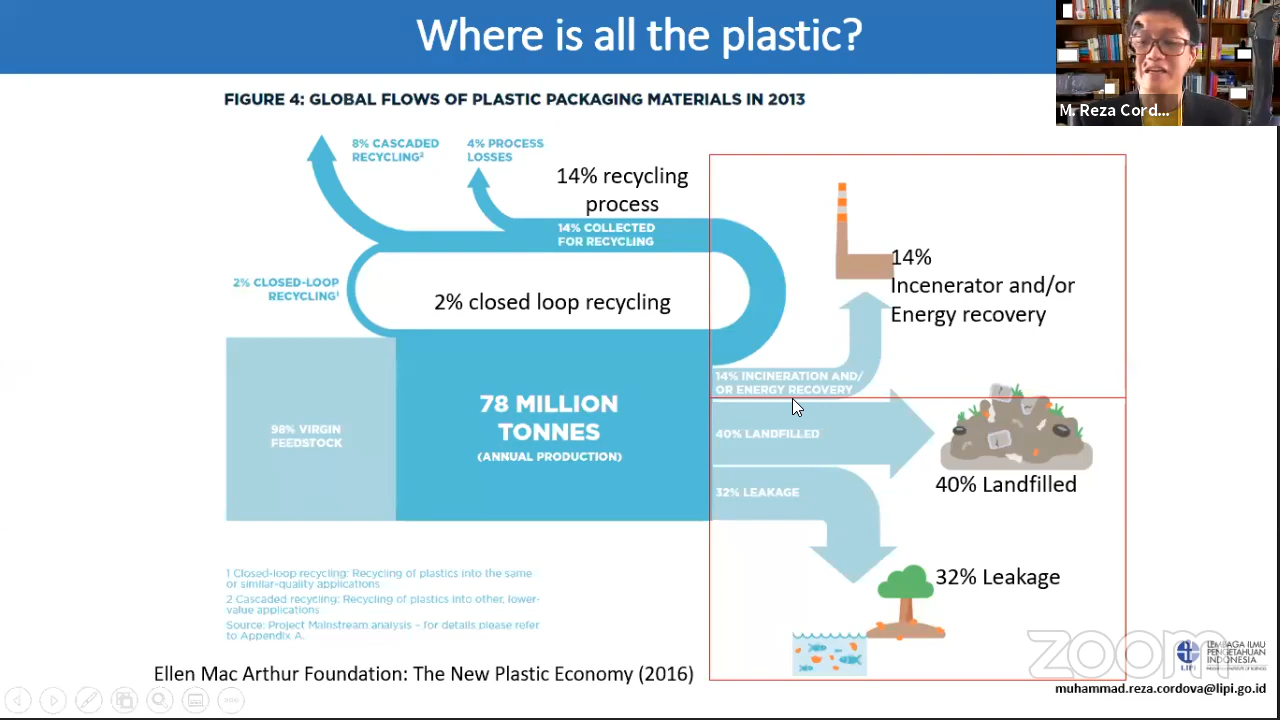 Where is all the plastic?
M. Reza Cord...
FIGURE 4: GLOBAL FLOWS OF PLASTIC PACKAGING MATERIALS IN 2013
8% CASCADED
RECYCLING²
4% PROCESS
LOSSES
14% recycling
process
14% COLLECTED
FOR RECYCLING
2% CLOSED-LOOP
RECYCLING¹
2% closed loop recycling
14%
Incenerator and/or
Energy recovery
14% INCINERATION AND/
OR ENERGY RECOVERY
78 MILLION
TONNES
(ANNUAL PRODUCTION)
98% VIRGIN
FEEDSTOCK
40% LANDFILLED
40% Landfilled
32% LEAKAGE
32% Leakage
1 Closed-loop recycling: Recycling of plastics into the same
or similar-quality applications
2 Cascaded recycling: Recycling of plastics into other, lower-
value applications
Source: Project Mainstream analysis – for details please refer
to Appendix A.
Ellen Mac Arthur Foundation: The New Plastic Economy (2016)
zoom
LIPI
LEMBAGA ILMU
PENGETAHUAN
INDONESIA
muhammad.reza.cordova@lipi.go.id